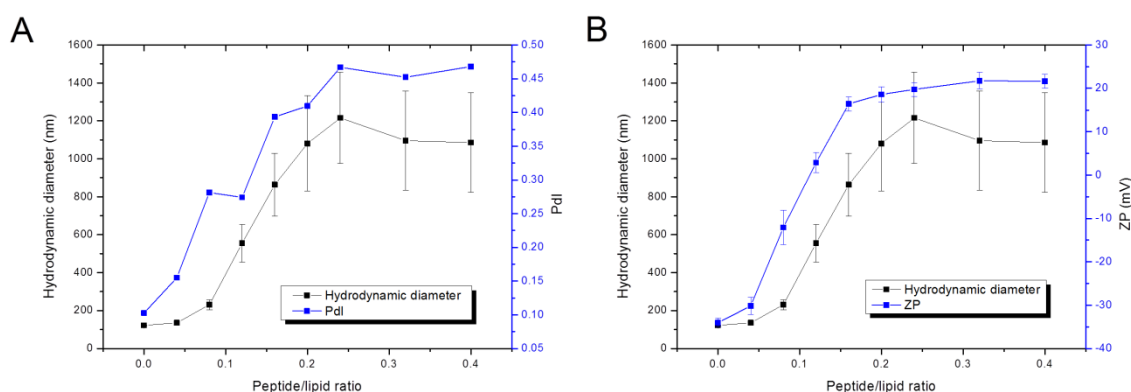 A
B
1600
1400
1200
1000
800
600
400
200
0
Hydrodynamic diameter (nm)
0.50
0.45
0.40
0.35
0.30
0.25
0.20
0.15
0.10
0.05
PdI
Hydrodynamic diameter
PdI
0.0 0.1 0.2 0.3 0.4
Peptide/lipid ratio
1600
1400
1200
1000
800
600
400
200
0
Hydrodynamic diameter (nm)
30
20
10
0
-10
-20
-30
-40
ZP (mV)
Hydrodynamic diameter
ZP
0.0 0.1 0.2 0.3 0.4
Peptide/lipid ratio